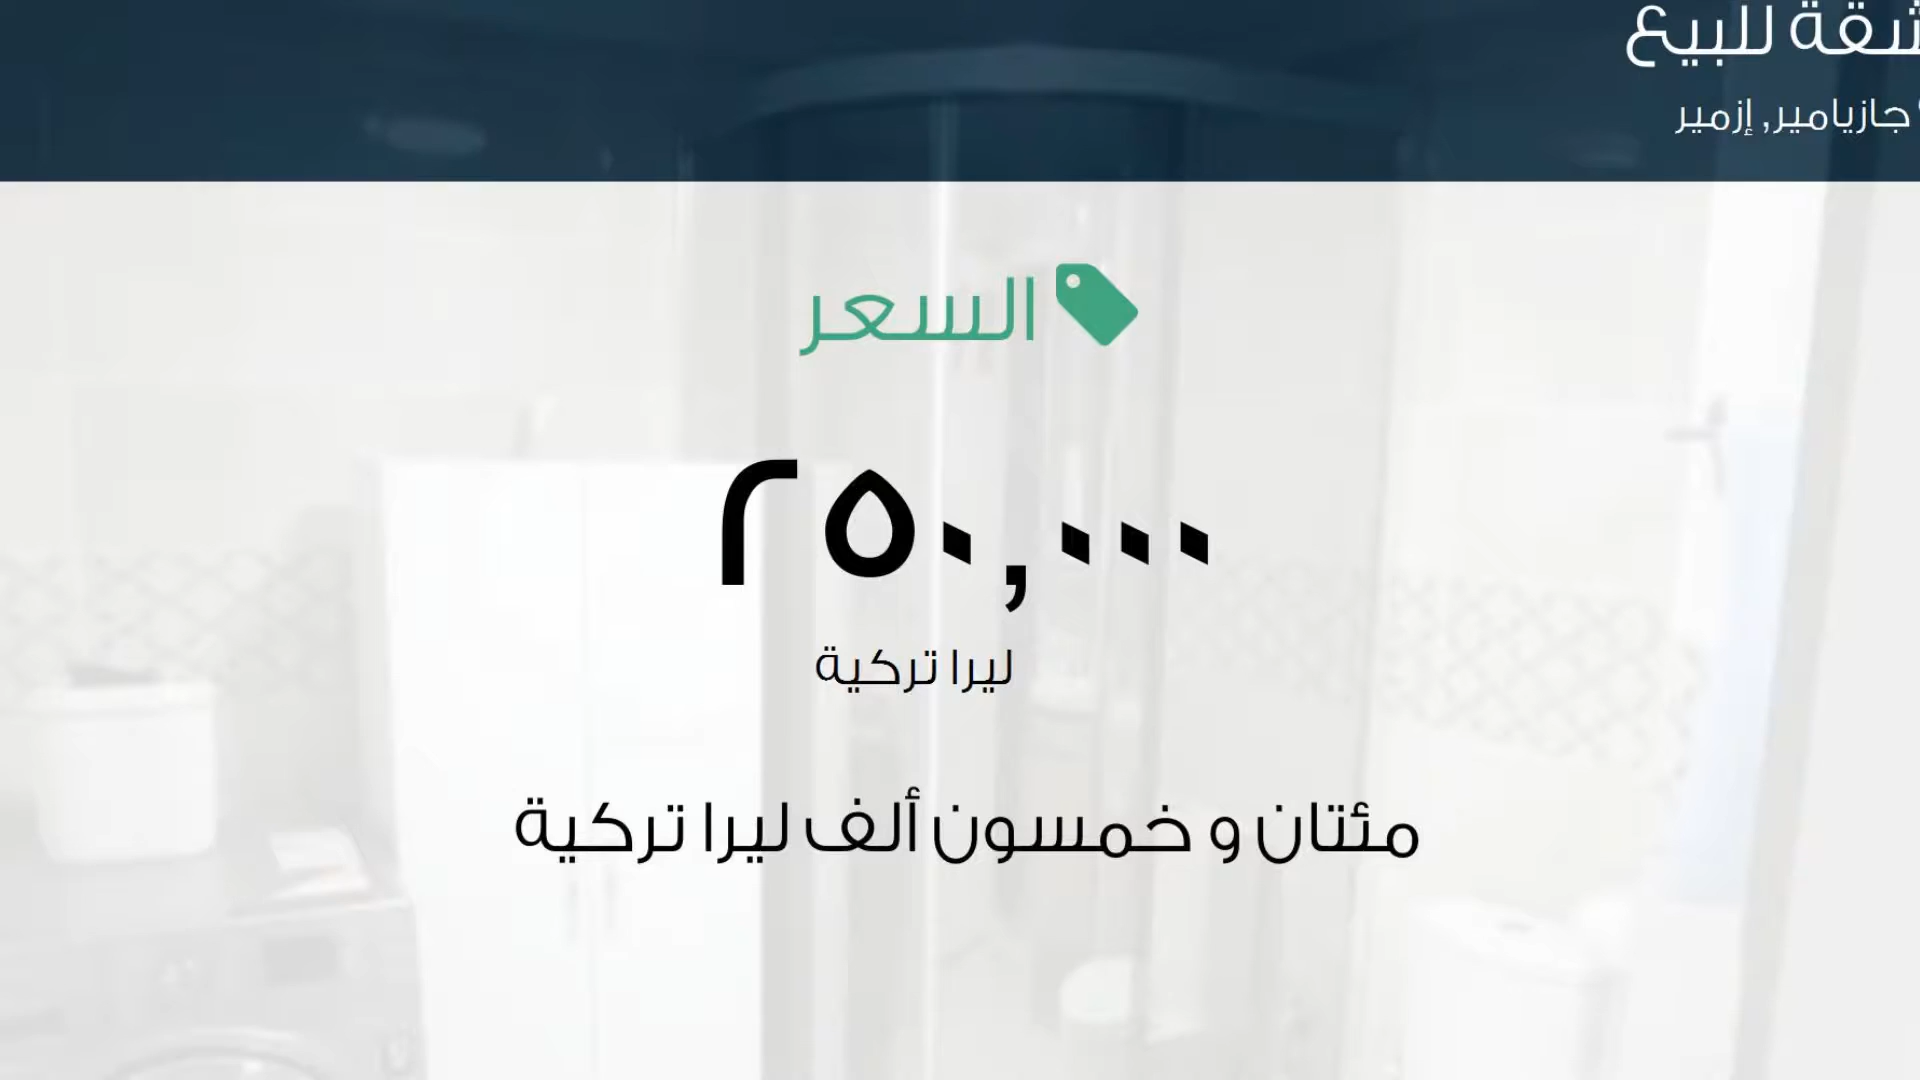 شقة للبيع
جازيامير, إزمير
السعر
٢٥٠,٠٠٠
ليرا تركية
مئتان و خمسون ألف ليرا تركية